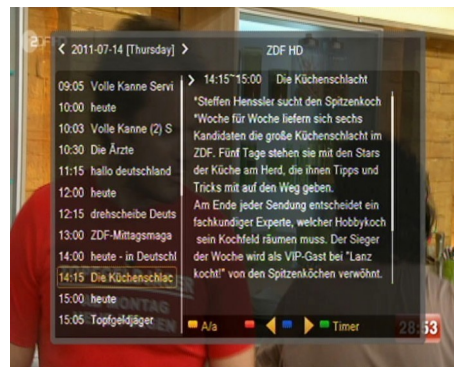 2011-07-14 [Thursday]
ZDF HD
09:05 Volle Kanne Servi
10:00 heute
10:03 Volle Kanne (2) S
10:30 Die Ärzte
11:15 hallo deutschland
12:00 heute
12:15 drehscheibe Deuts
13:00 ZDF-Mittagsmaga
14:00 heute - in Deutschl
14:15 Die Küchenschlac
15:00 heute
15:05 Topfgeldjäger
14:15~15:00 Die Küchenschlacht
"Steffen Henssler sucht den Spitzenkoch
"Woche für Woche liefern sich sechs
Kandidaten die große Küchenschlacht im
ZDF. Fünf Tage stehen sie mit den Stars
der Küche am Herd, die ihnen Tipps und
Tricks mit auf den Weg geben.
Am Ende jeder Sendung entscheidet ein
fachkundiger Experte, welcher Hobbykoch
sein Kochfeld räumen muss. Der Sieger
der Woche wird als VIP-Gast bei "Lanz
kocht!" von den Spitzenköchen verwöhnt.
A/a
Timer
28:53